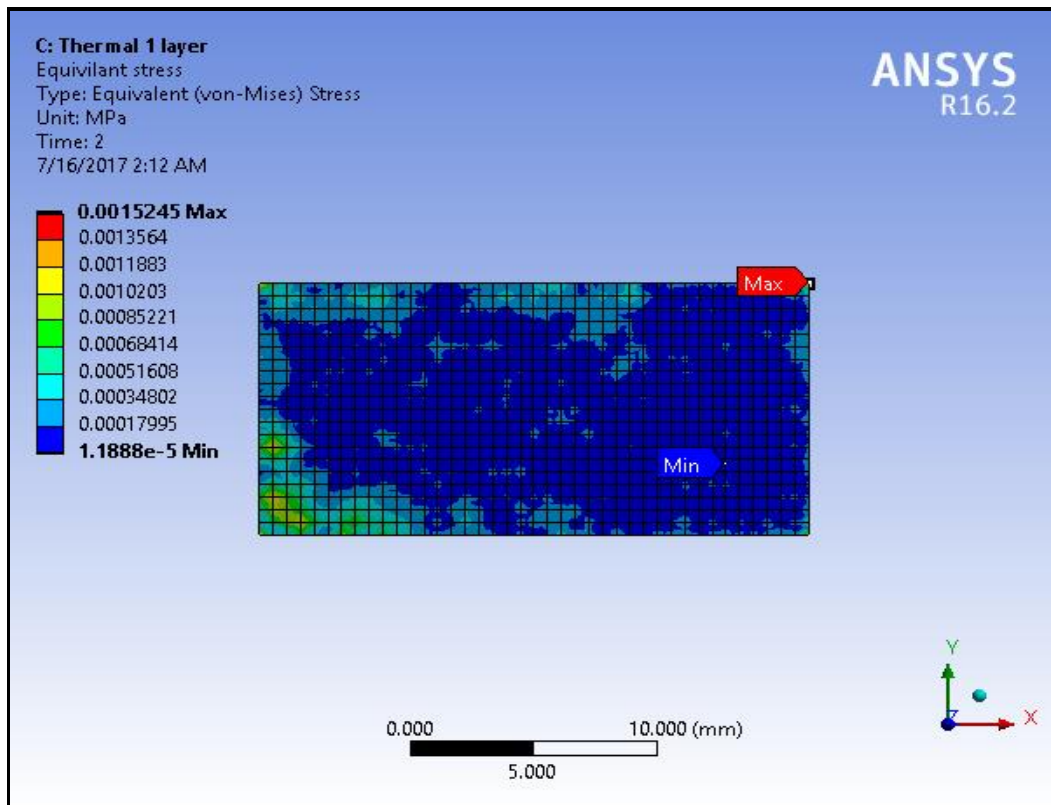 C: Thermal 1 layer
Equivilant stress
Type: Equivalent (von-Mises) Stress
Unit: MPa
Time: 2
7/16/2017 2:12 AM
ANSYS
R16.2
0.0015245 Max
0.0013564
0.0011883
0.0010203
0.00085221
0.00068414
0.00051608
0.00034802
0.00017995
1.1888e-5 Min
Max
Min
Y
Z
X
0.000
10.000 (mm)
5.000